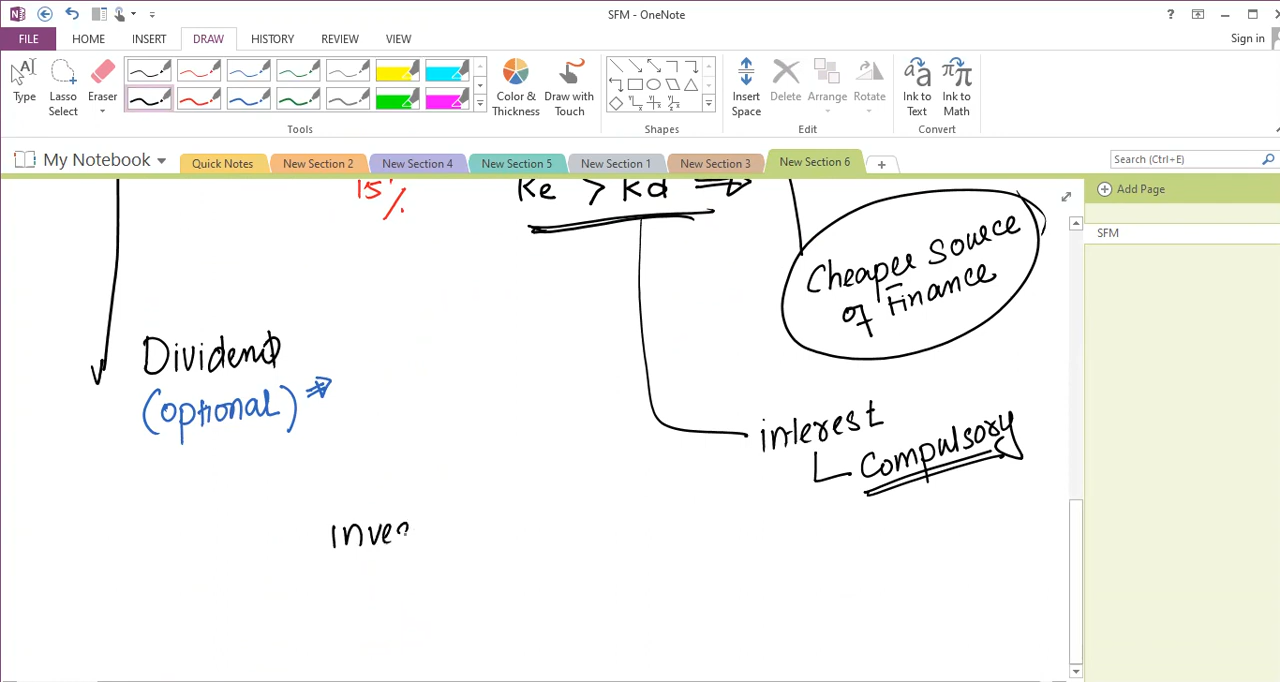 SFM - OneNote
Sign in
FILE HOME INSERT DRAW HISTORY REVIEW VIEW
Type
Lasso Select
Eraser
Color & Thickness
Draw with Touch
Insert Space
Delete
Arrange
Rotate
Ink to Text
Ink to Math
Tools
Shapes
Edit
Convert
My Notebook
Quick Notes New Section 2 New Section 4 New Section 5 New Section 1 New Section 3 New Section 6
Search (Ctrl+E)
Add Page
SFM
15%
Ke > Kd ⇒
Cheaper Source
of Finance
Dividend
(optional) ⇒
interest
Compulsory
inves